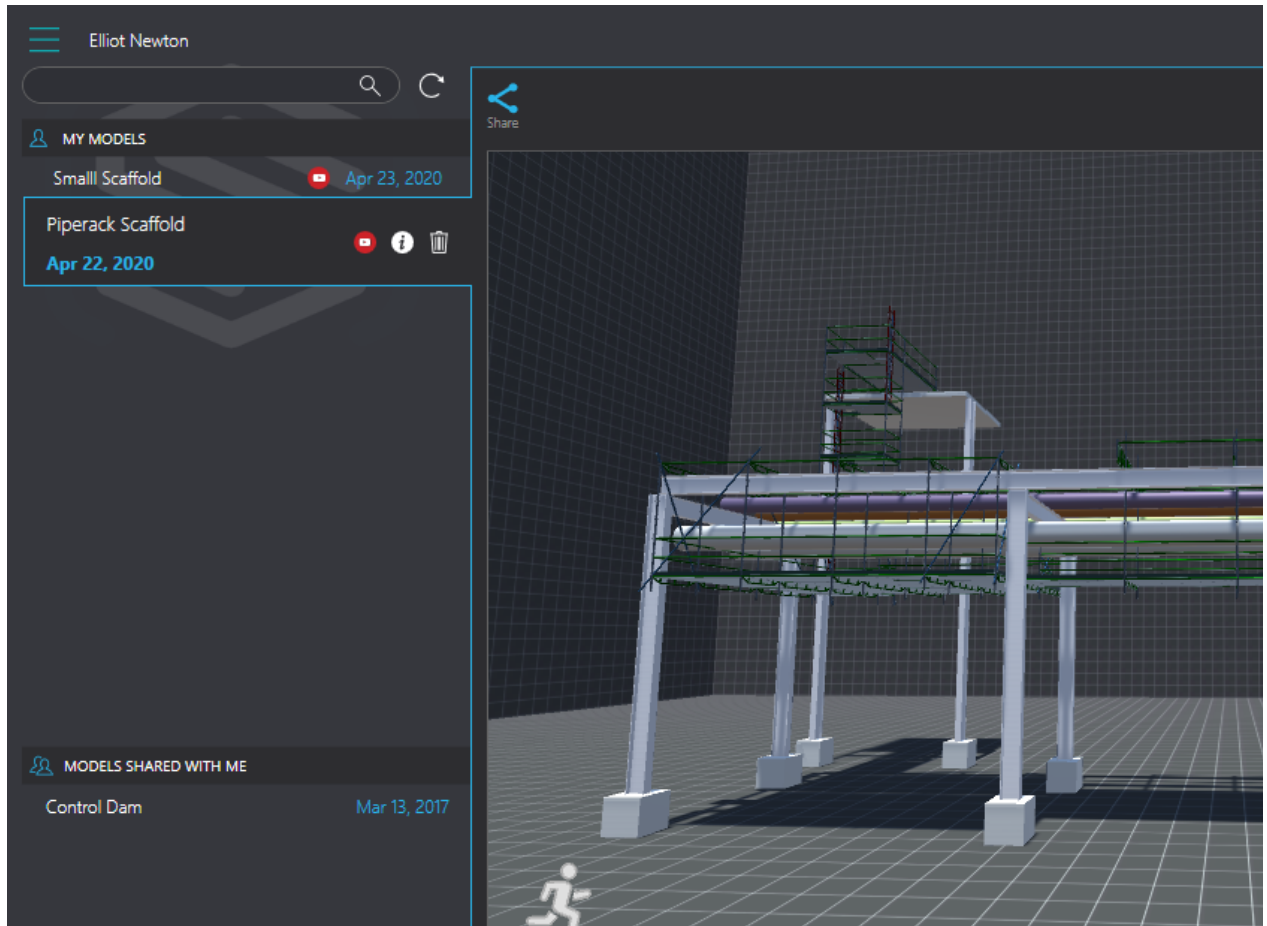 Elliot Newton
Share
MY MODELS
Smalll Scaffold Apr 23, 2020
Piperack Scaffold
Apr 22, 2020
MODELS SHARED WITH ME
Control Dam Mar 13, 2017